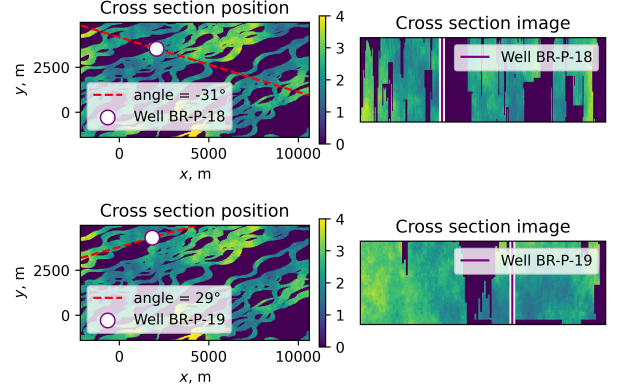 Cross section position
Cross section image
4
3
2
1
0
2500
0
y, m
angle = -31°
Well BR-P-18
Well BR-P-18
0
5000
10000
x, m
Cross section position
Cross section image
4
3
2
1
0
2500
0
y, m
angle = 29°
Well BR-P-19
Well BR-P-19
0
5000
10000
x, m